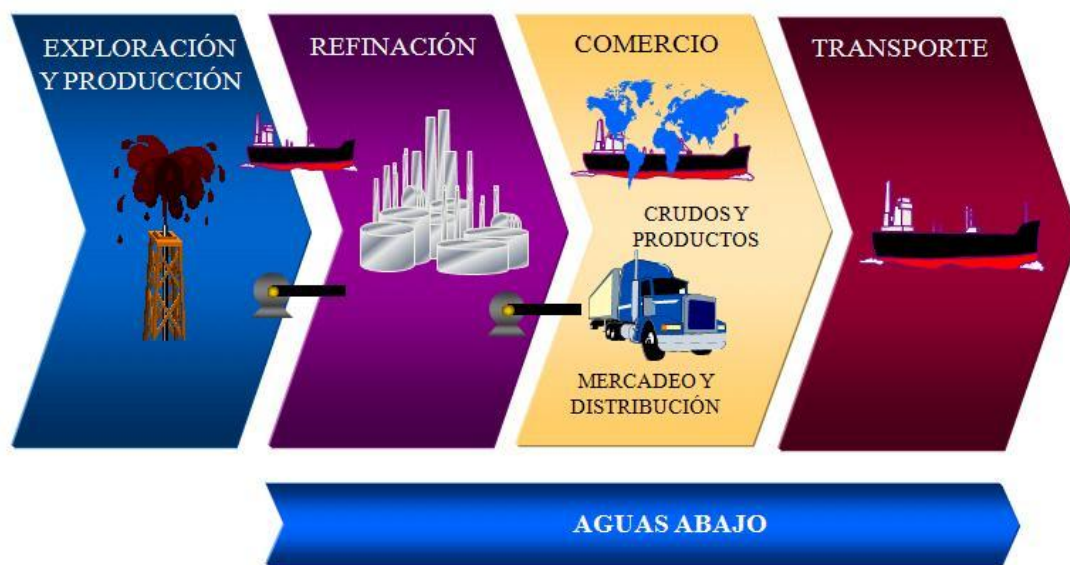 EXPLORACIÓN
Y PRODUCCIÓN
REFINACIÓN
COMERCIO
CRUDOS Y
PRODUCTOS
MERCADEO Y
DISTRIBUCIÓN
TRANSPORTE
AGUAS ABAJO